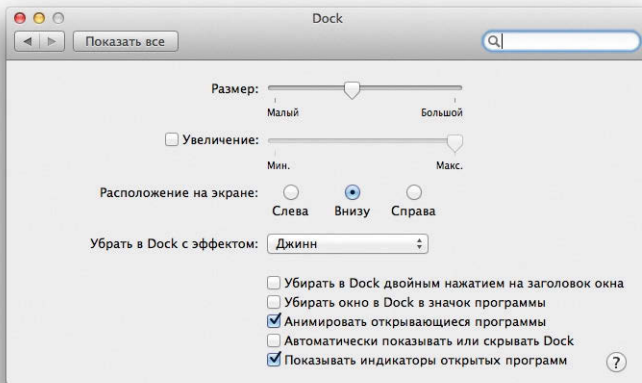 Dock
Показать все
Размер:
Малый Большой
Увеличение:
Мин. Макс.
Расположение на экране:
Слева Внизу Справа
Убрать в Dock с эффектом: Джинн
Убирать в Dock двойным нажатием на заголовок окна
Убирать окно в Dock в значок программы
Анимировать открывающиеся программы
Автоматически показывать или скрывать Dock
Показывать индикаторы открытых программ ?